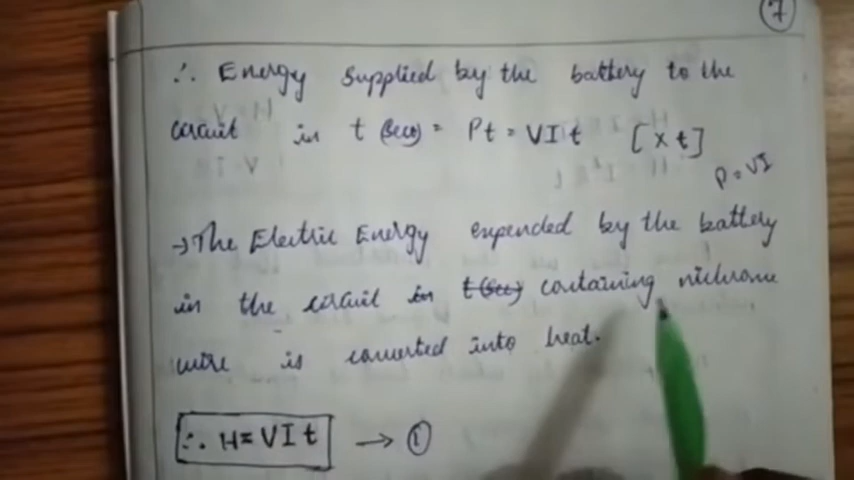 7
∴ Energy supplied by the battery to the
circuit in t (sec) = Pt = VIt [x t]
P = VI
→ The Electric Energy expended by the battery
in the circuit in t(sec) containing nichrome
wire is converted into heat.
∴ H = VIt → ①